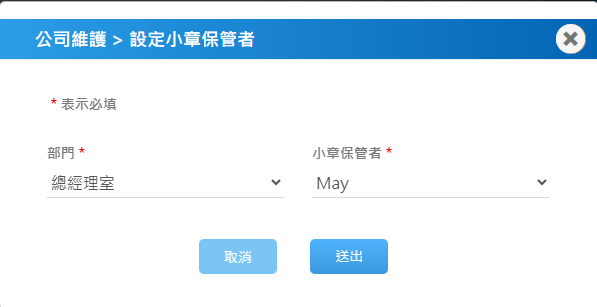 公司維護 > 設定小章保管者
* 表示必填
部門 * 小章保管者 *
總經理室 May
取消 送出